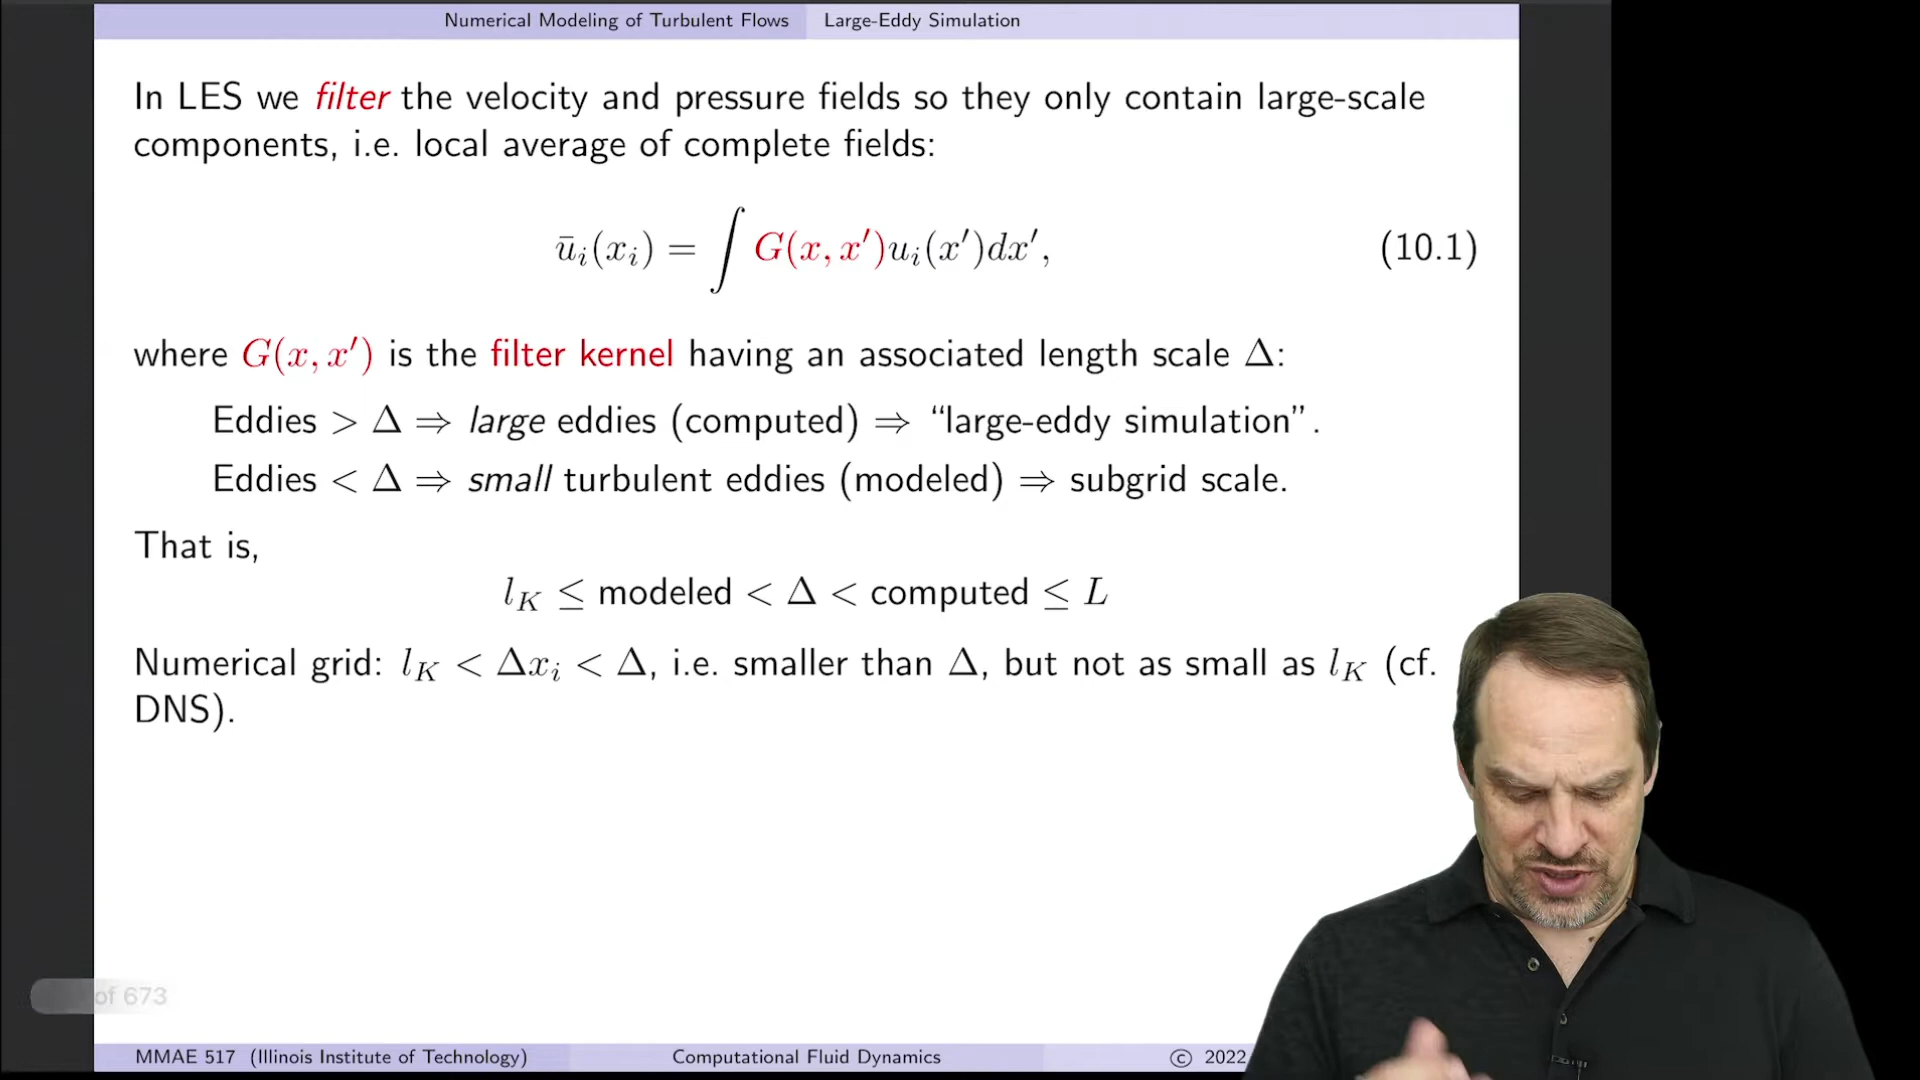 Numerical Modeling of Turbulent Flows Large-Eddy Simulation
In LES we filter the velocity and pressure fields so they only contain large-scale
components, i.e. local average of complete fields:
ūᵢ(xᵢ) = ∫ G(x, x′)uᵢ(x′)dx′, (10.1)
where G(x, x′) is the filter kernel having an associated length scale Δ:
Eddies > Δ ⇒ large eddies (computed) ⇒ “large-eddy simulation”.
Eddies < Δ ⇒ small turbulent eddies (modeled) ⇒ subgrid scale.
That is,
l_K ≤ modeled < Δ < computed ≤ L
Numerical grid: l_K < Δxᵢ < Δ, i.e. smaller than Δ, but not as small as l_K (cf.
DNS).
of 673
MMAE 517 (Illinois Institute of Technology) Computational Fluid Dynamics © 2022